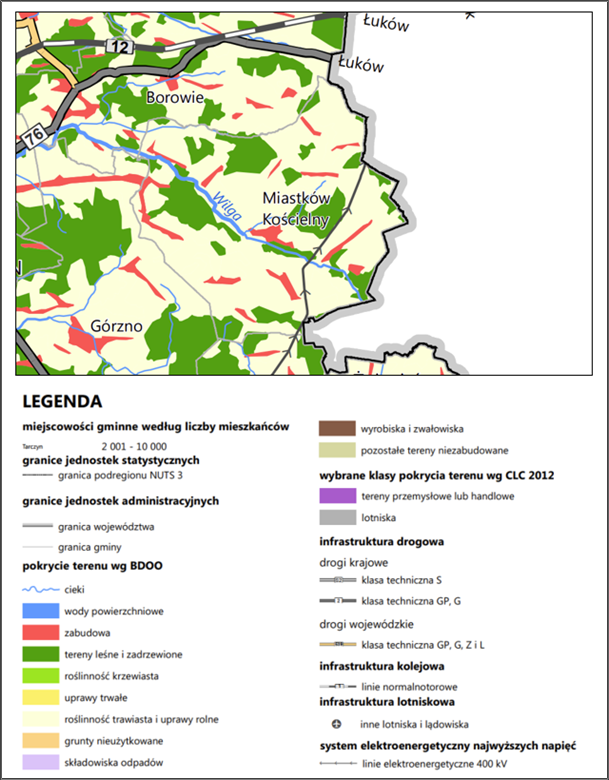 Łuków
12
Łuków
Borowie
76
Wilga
Miastków
Kościelny
N
Górzno
LEGENDA
miejscowości gminne według liczby mieszkańców
Tarczyn 2 001 - 10 000
granice jednostek statystycznych
granica podregionu NUTS 3
granice jednostek administracyjnych
granica województwa
granica gminy
pokrycie terenu wg BDOO
cieki
wody powierzchniowe
zabudowa
tereny leśne i zadrzewione
roślinność krzewiasta
uprawy trwałe
roślinność trawiasta i uprawy rolne
grunty nieużytkowane
składowiska odpadów
wyrobiska i zwałowiska
pozostałe tereny niezabudowane
wybrane klasy pokrycia terenu wg CLC 2012
tereny przemysłowe lub handlowe
lotniska
infrastruktura drogowa
drogi krajowe
klasa techniczna S
klasa techniczna GP, G
drogi wojewódzkie
klasa techniczna GP, G, Z i L
infrastruktura kolejowa
linie normalnotorowe
infrastruktura lotniskowa
inne lotniska i lądowiska
system elektroenergetyczny najwyższych napięć
linie elektroenergetyczne 400 kV